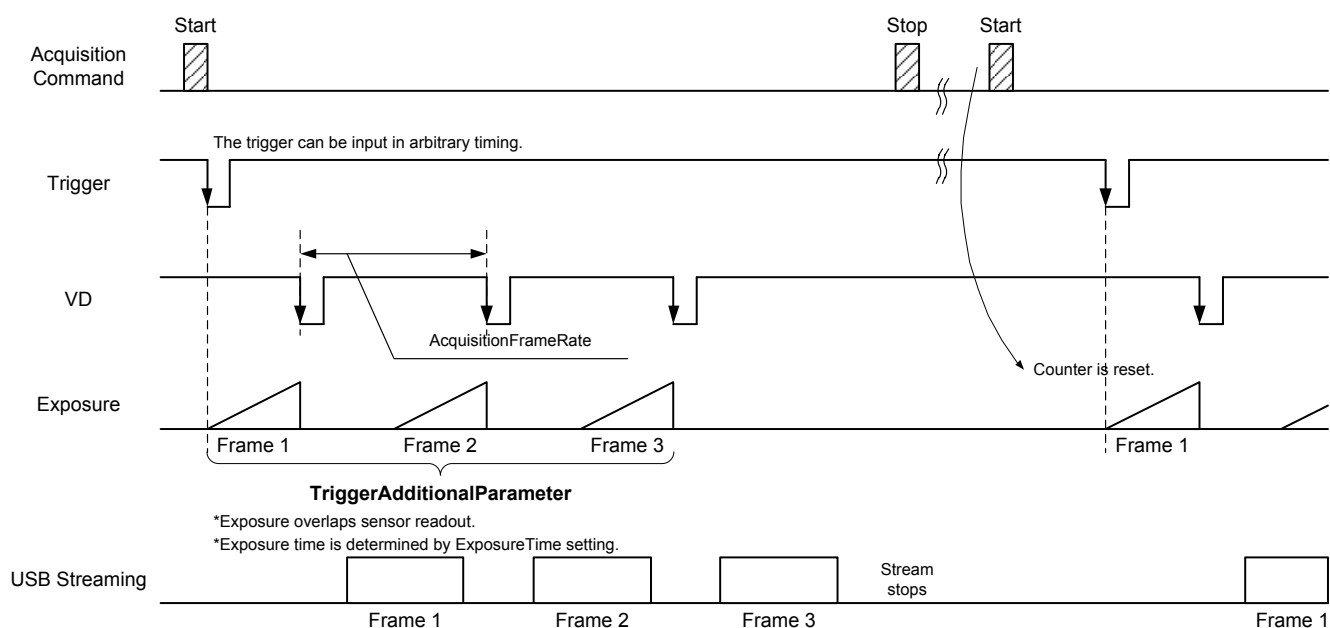 Start
Stop
Start
Acquisition
Command
The trigger can be input in arbitrary timing.
Trigger
VD
AcquisitionFrameRate
Counter is reset.
Exposure
Frame 1
Frame 2
Frame 3
Frame 1
TriggerAdditionalParameter
*Exposure overlaps sensor readout.
*Exposure time is determined by ExposureTime setting.
USB Streaming
Stream
stops
Frame 1
Frame 2
Frame 3
Frame 1